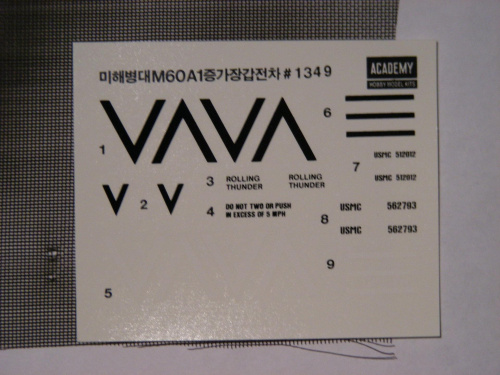 미해병대M60A1증가장갑전차 #1349
ACADEMY
HOBBY MODEL KITS
1
VΛVΛ
6
USMC 512012
7
USMC 512012
3
ROLLING
THUNDER
ROLLING
THUNDER
V 2 V
4
DO NOT TWO OR PUSH
IN EXCESS OF 5 MPH
8
USMC 562793
USMC 562793
9
5